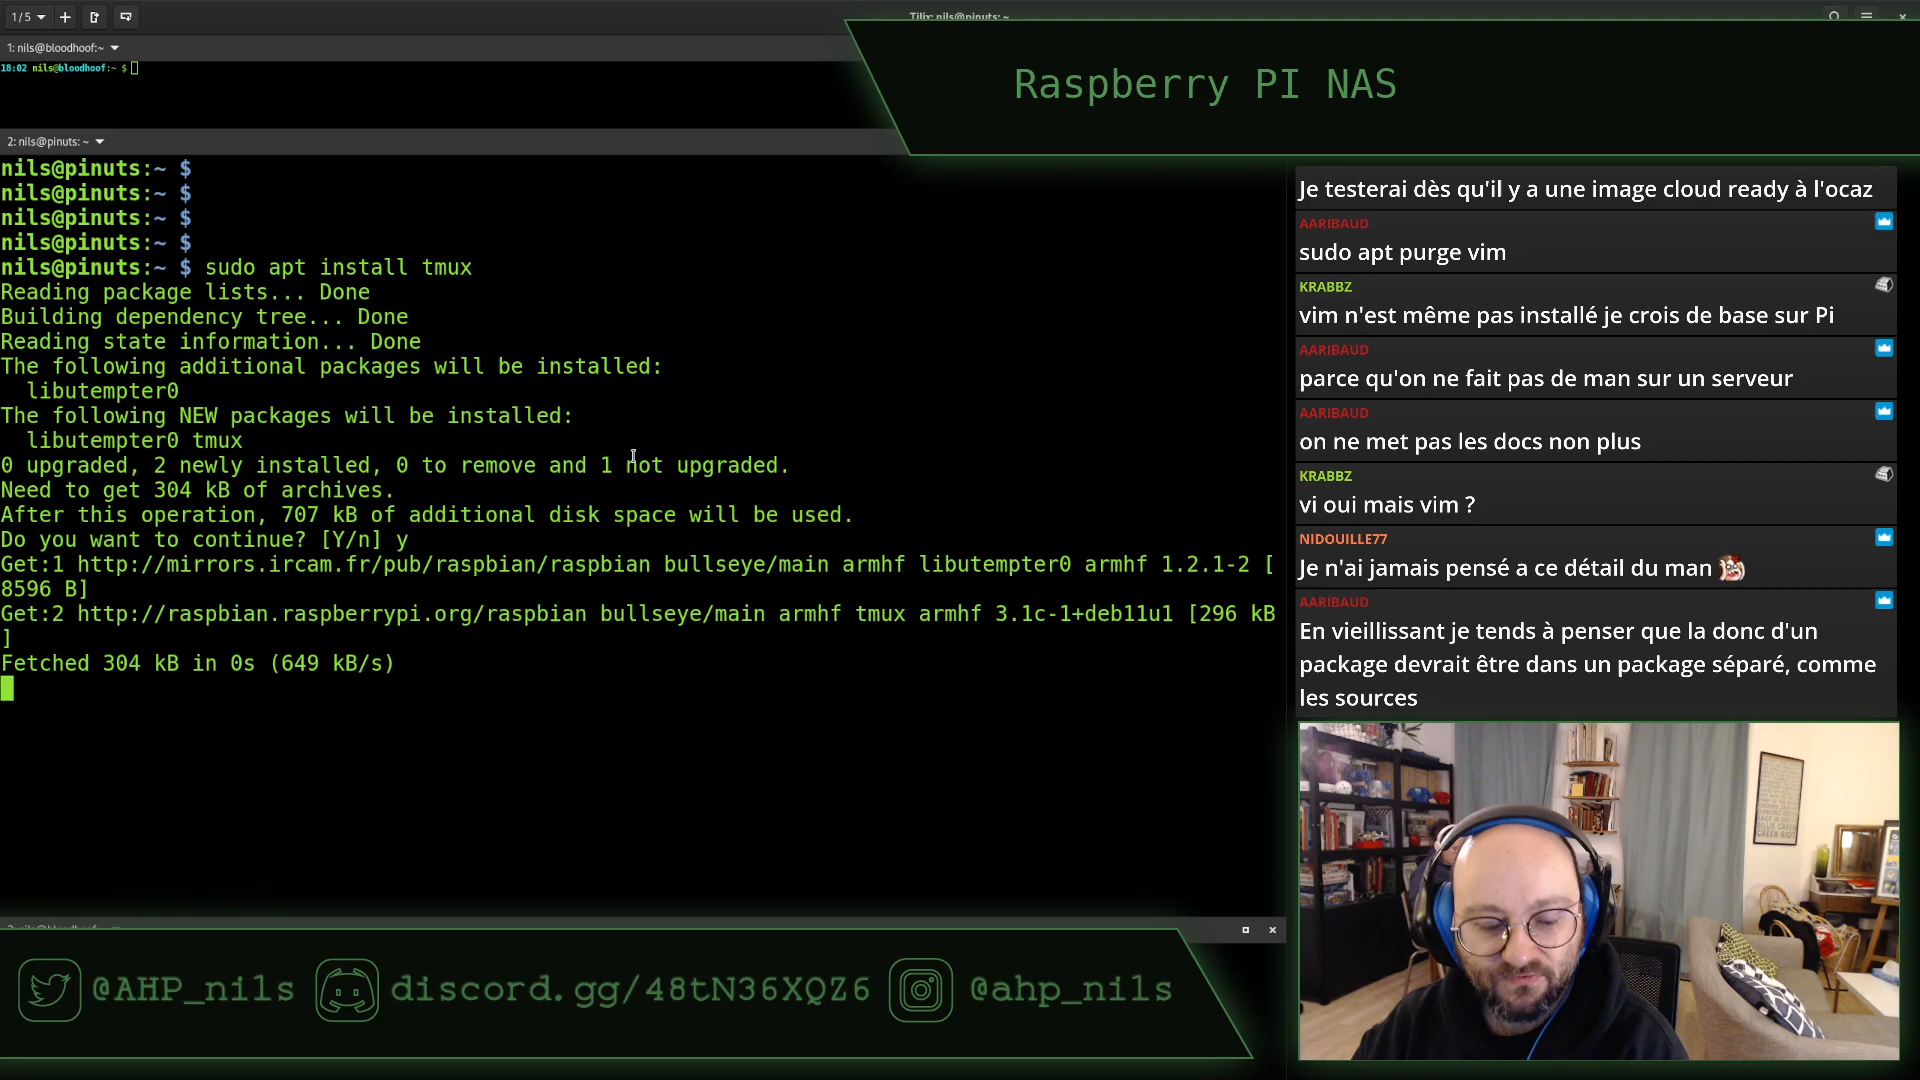 1/5
Tilix: nils@pinuts:~
1: nils@bloodhoof:~
18:02 nils@bloodhoof:~ $
Raspberry PI NAS
2: nils@pinuts: ~
nils@pinuts:~ $
nils@pinuts:~ $
nils@pinuts:~ $
nils@pinuts:~ $
nils@pinuts:~ $ sudo apt install tmux
Reading package lists... Done
Building dependency tree... Done
Reading state information... Done
The following additional packages will be installed:
libutempter0
The following NEW packages will be installed:
libutempter0 tmux
0 upgraded, 2 newly installed, 0 to remove and 1 not upgraded.
Need to get 304 kB of archives.
After this operation, 707 kB of additional disk space will be used.
Do you want to continue? [Y/n] y
Get:1 http://mirrors.ircam.fr/pub/raspbian/raspbian bullseye/main armhf libutempter0 armhf 1.2.1-2 [
8596 B]
Get:2 http://raspbian.raspberrypi.org/raspbian bullseye/main armhf tmux armhf 3.1c-1+deb11u1 [296 kB
]
Fetched 304 kB in 0s (649 kB/s)
Je testerai dès qu'il y a une image cloud ready à l'ocaz
AARIBAUD
sudo apt purge vim
KRABBZ
vim n'est même pas installé je crois de base sur Pi
AARIBAUD
parce qu'on ne fait pas de man sur un serveur
AARIBAUD
on ne met pas les docs non plus
KRABBZ
vi oui mais vim ?
NIDOUILLE77
Je n'ai jamais pensé a ce détail du man
AARIBAUD
En vieillissant je tends à penser que la donc d'un
package devrait être dans un package séparé, comme
les sources
@AHP_nils
discord.gg/48tN36XQZ6
@ahp_nils